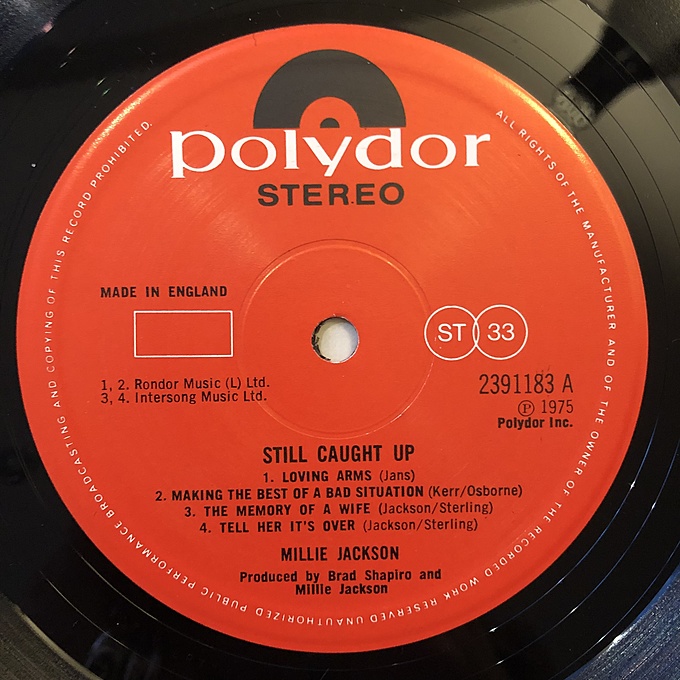 polydor
STEREO
ALL RIGHTS OF THE MANUFACTURER AND OF THE OWNER OF THE RECORDED WORK RESERVED UNAUTHORIZED PUBLIC PERFORMANCE BROADCASTING AND COPYING OF THIS RECORD PROHIBITED.
MADE IN ENGLAND
ST 33
1, 2. Rondor Music (L) Ltd.
3, 4. Intersong Music Ltd.
2391183 A
Ⓟ 1975
Polydor Inc.
STILL CAUGHT UP
1. LOVING ARMS (Jans)
2. MAKING THE BEST OF A BAD SITUATION (Kerr/Osborne)
3. THE MEMORY OF A WIFE (Jackson/Sterling)
4. TELL HER IT'S OVER (Jackson/Sterling)
MILLIE JACKSON
Produced by Brad Shapiro and
Millie Jackson